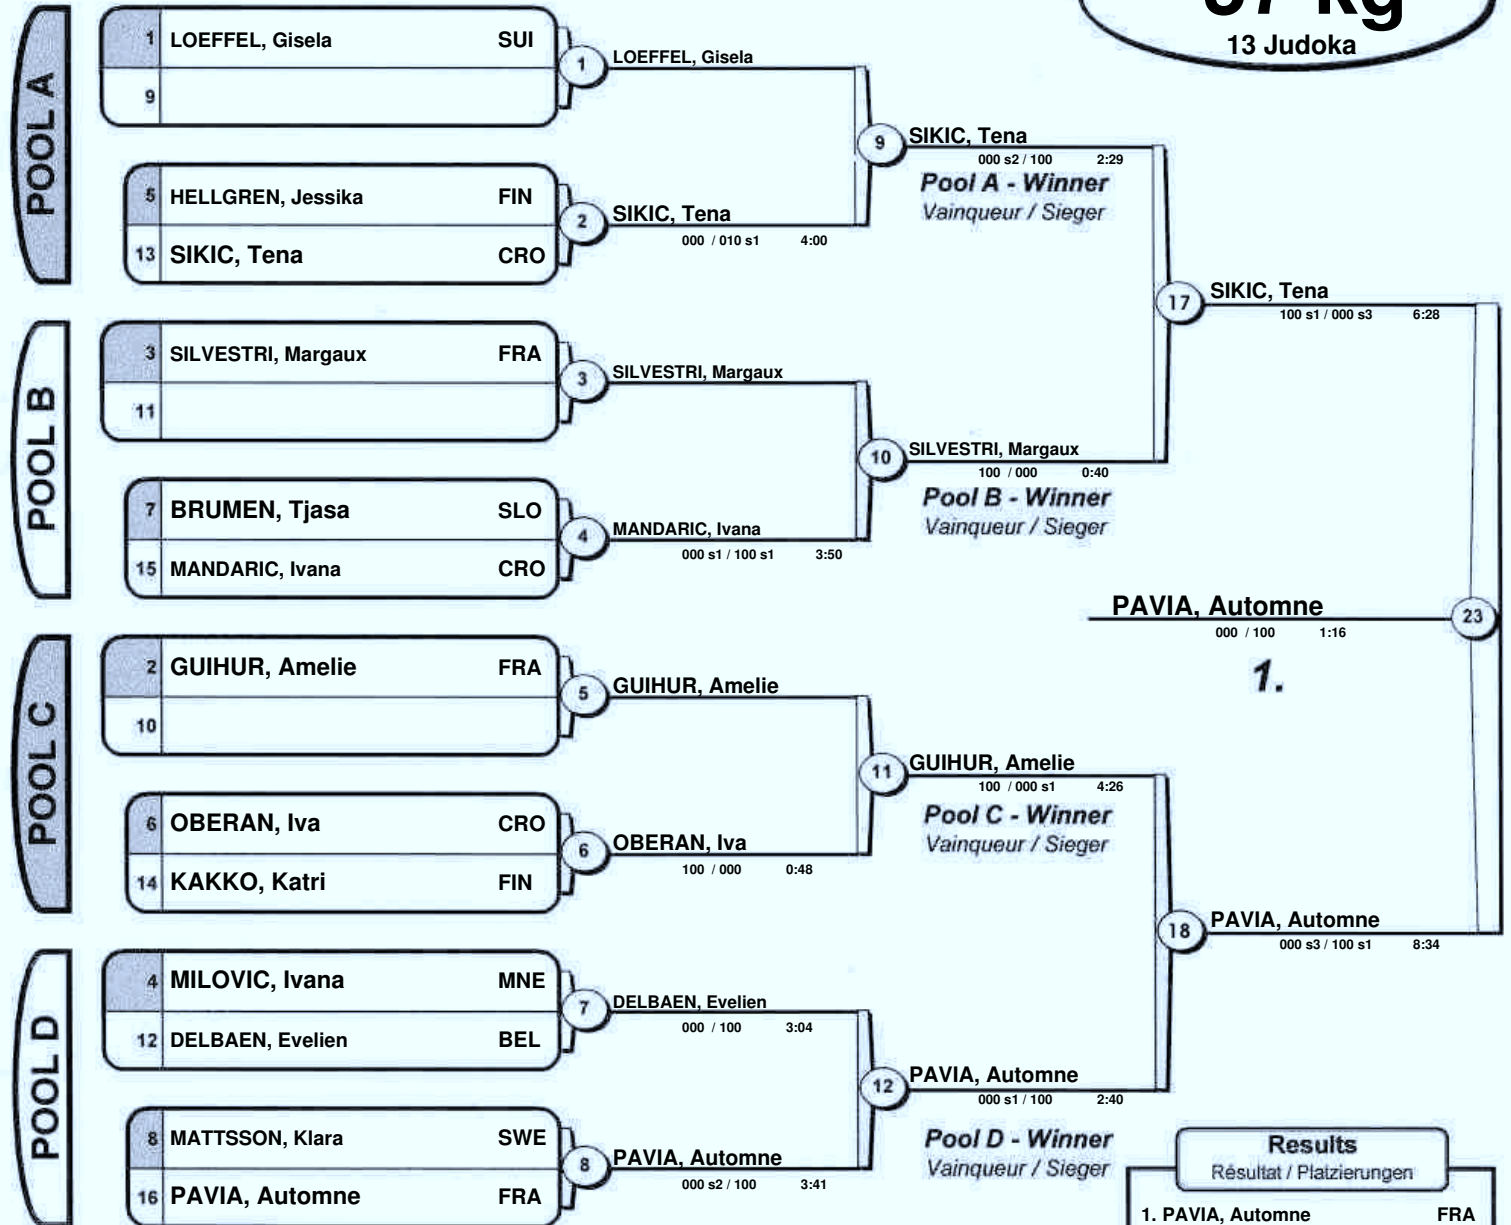 57 kg
13 Judoka
POOL A
1 LOEFFEL, Gisela SUI
9
1 LOEFFEL, Gisela
5 HELLGREN, Jessika FIN
13 SIKIC, Tena CRO
2 SIKIC, Tena
000 / 010 s1 4:00
9 SIKIC, Tena
000 s2 / 100 2:29
Pool A - Winner
Vainqueur / Sieger
POOL B
3 SILVESTRI, Margaux FRA
11
3 SILVESTRI, Margaux
7 BRUMEN, Tjasa SLO
15 MANDARIC, Ivana CRO
4 MANDARIC, Ivana
000 s1 / 100 s1 3:50
10 SILVESTRI, Margaux
100 / 000 0:40
Pool B - Winner
Vainqueur / Sieger
17 SIKIC, Tena
100 s1 / 000 s3 6:28
PAVIA, Automne 23
000 / 100 1:16
1.
POOL C
2 GUIHUR, Amelie FRA
10
5 GUIHUR, Amelie
6 OBERAN, Iva CRO
14 KAKKO, Katri FIN
6 OBERAN, Iva
100 / 000 0:48
11 GUIHUR, Amelie
100 / 000 s1 4:26
Pool C - Winner
Vainqueur / Sieger
POOL D
4 MILOVIC, Ivana MNE
12 DELBAEN, Evelien BEL
7 DELBAEN, Evelien
000 / 100 3:04
8 MATTSSON, Klara SWE
16 PAVIA, Automne FRA
8 PAVIA, Automne
000 s2 / 100 3:41
12 PAVIA, Automne
000 s1 / 100 2:40
Pool D - Winner
Vainqueur / Sieger
18 PAVIA, Automne
000 s3 / 100 s1 8:34
Results
Résultat / Platzierungen
1. PAVIA, Automne FRA